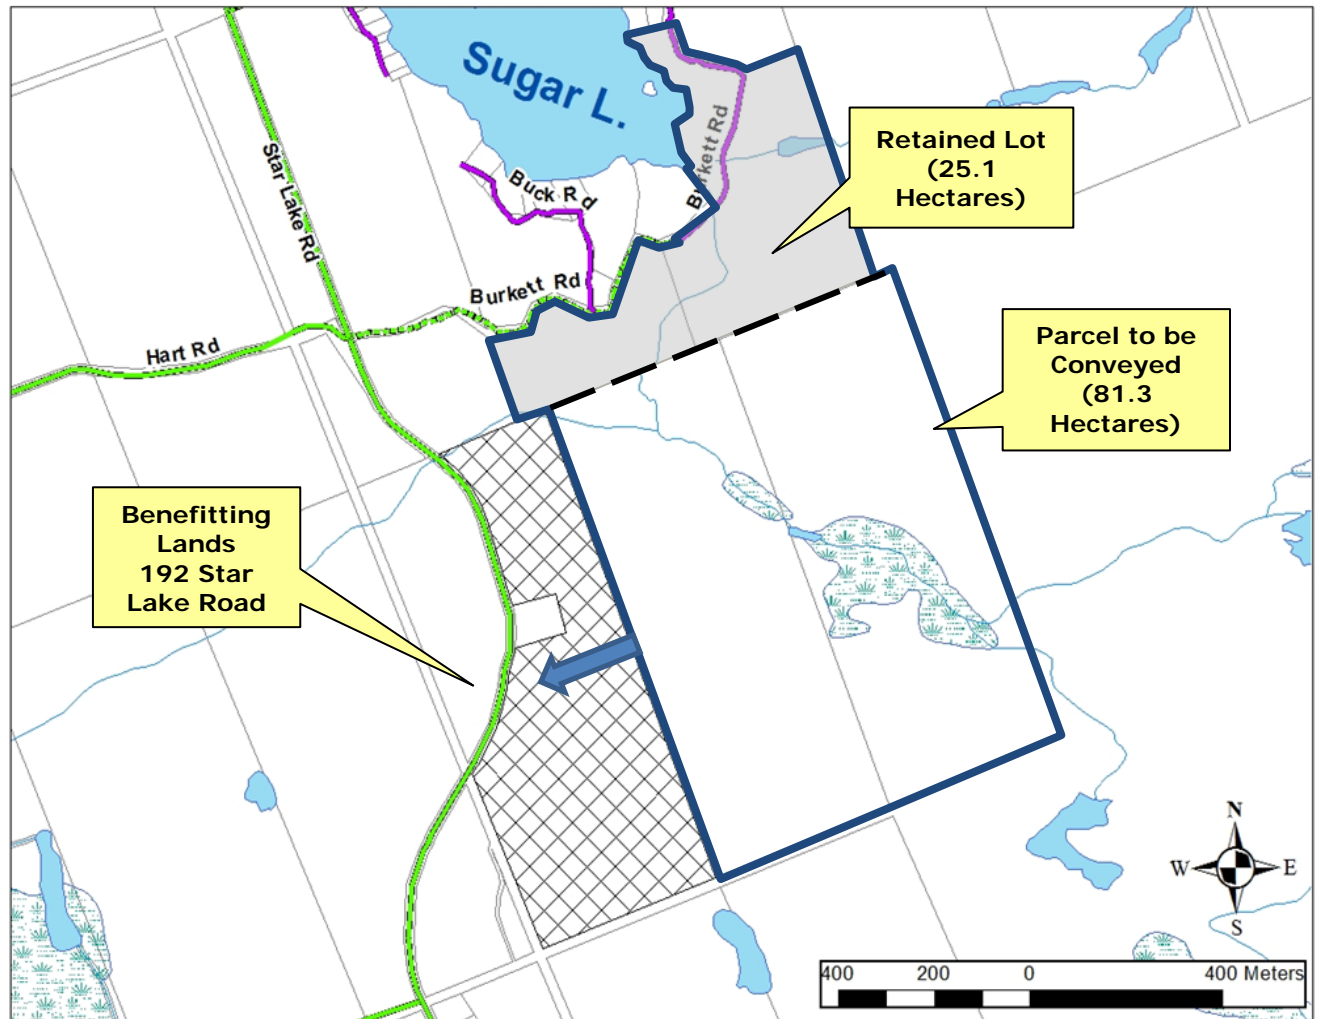 Sugar L.
Retained Lot
(25.1
Hectares)
Burkett Rd
Star Lake Rd
Buck Rd
Burkett Rd
Hart Rd
Parcel to be
Conveyed
(81.3
Hectares)
Benefitting
Lands
192 Star
Lake Road
N
W E
S
400 200 0 400 Meters